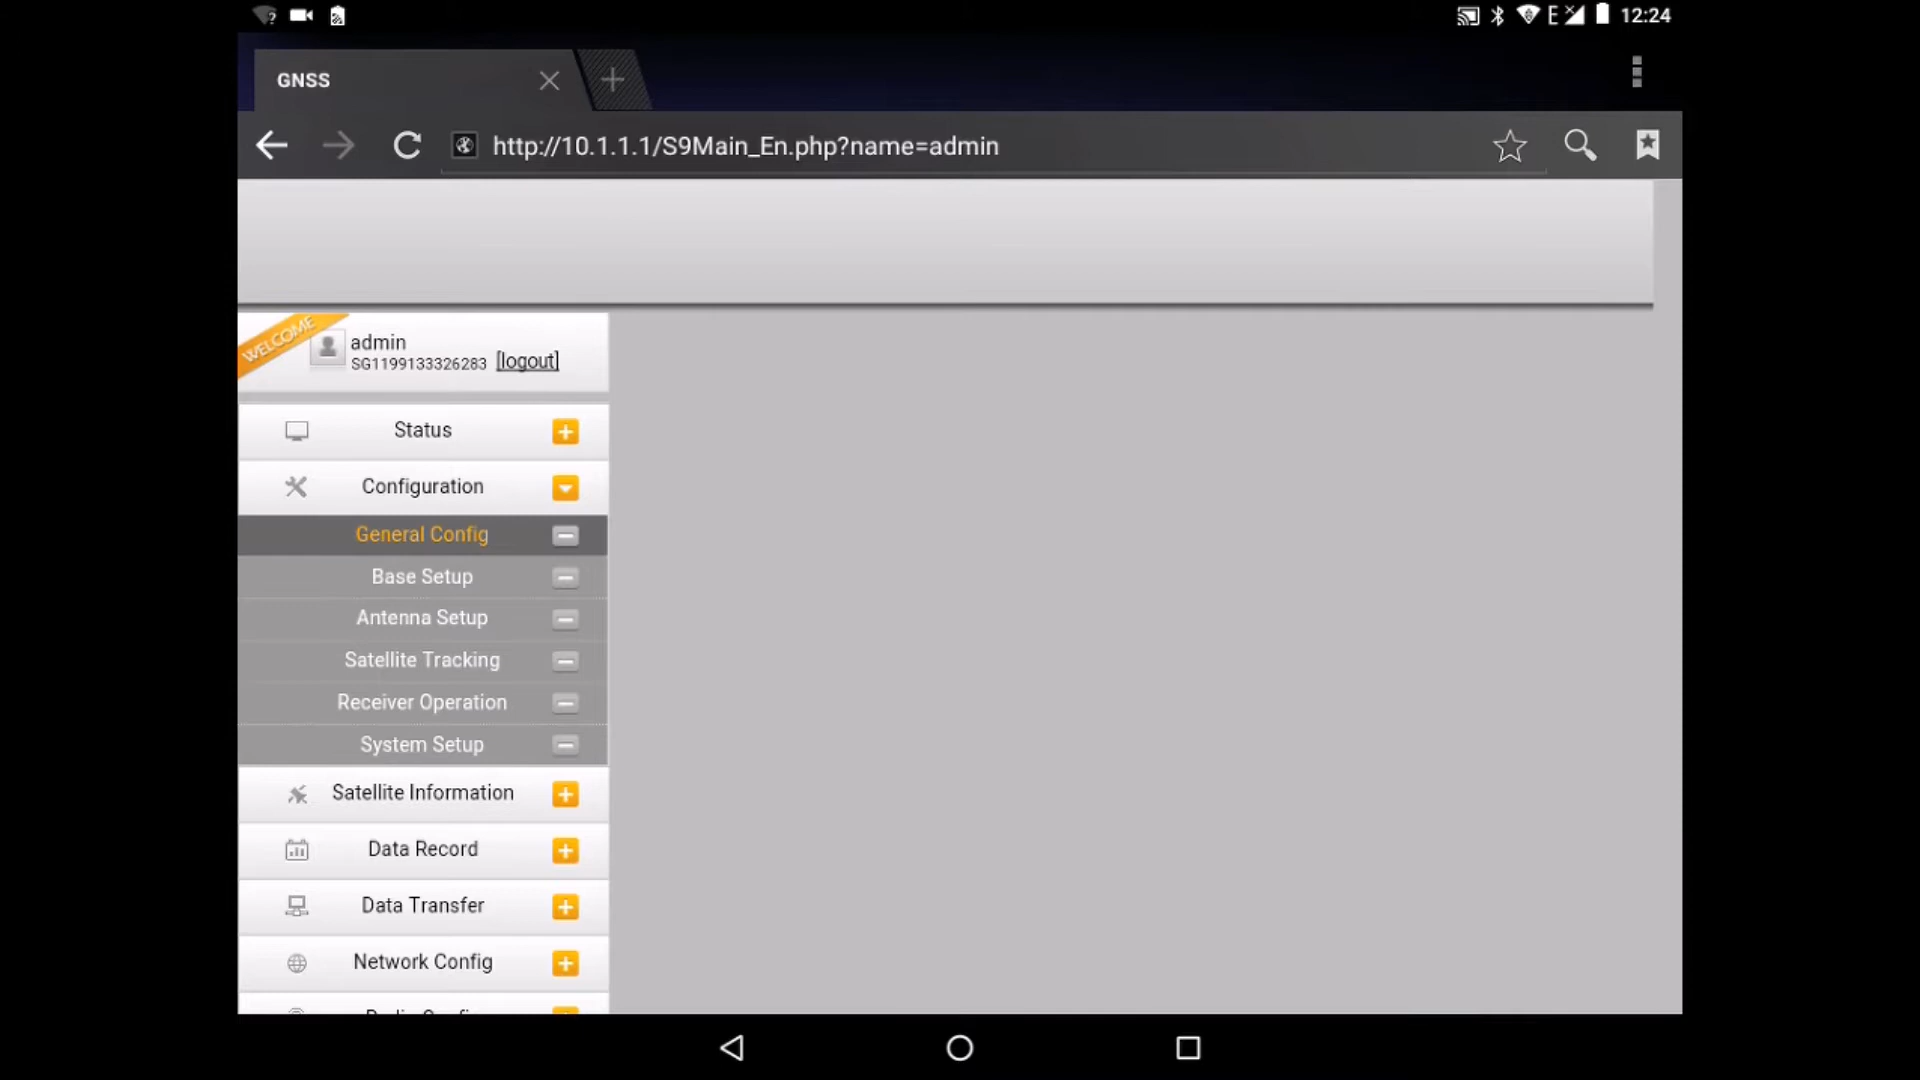 12:24
GNSS
http://10.1.1.1/S9Main_En.php?name=admin
WELCOME
admin
SG1199133326283 [logout]
Status
Configuration
General Config
Base Setup
Antenna Setup
Satellite Tracking
Receiver Operation
System Setup
Satellite Information
Data Record
Data Transfer
Network Config